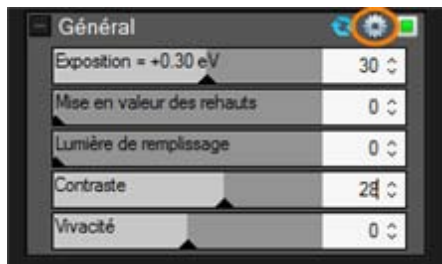 Général
Exposition = +0.30 eV 30
Mise en valeur des rehauts 0
Lumière de remplissage 0
Contraste 28
Vivacité 0